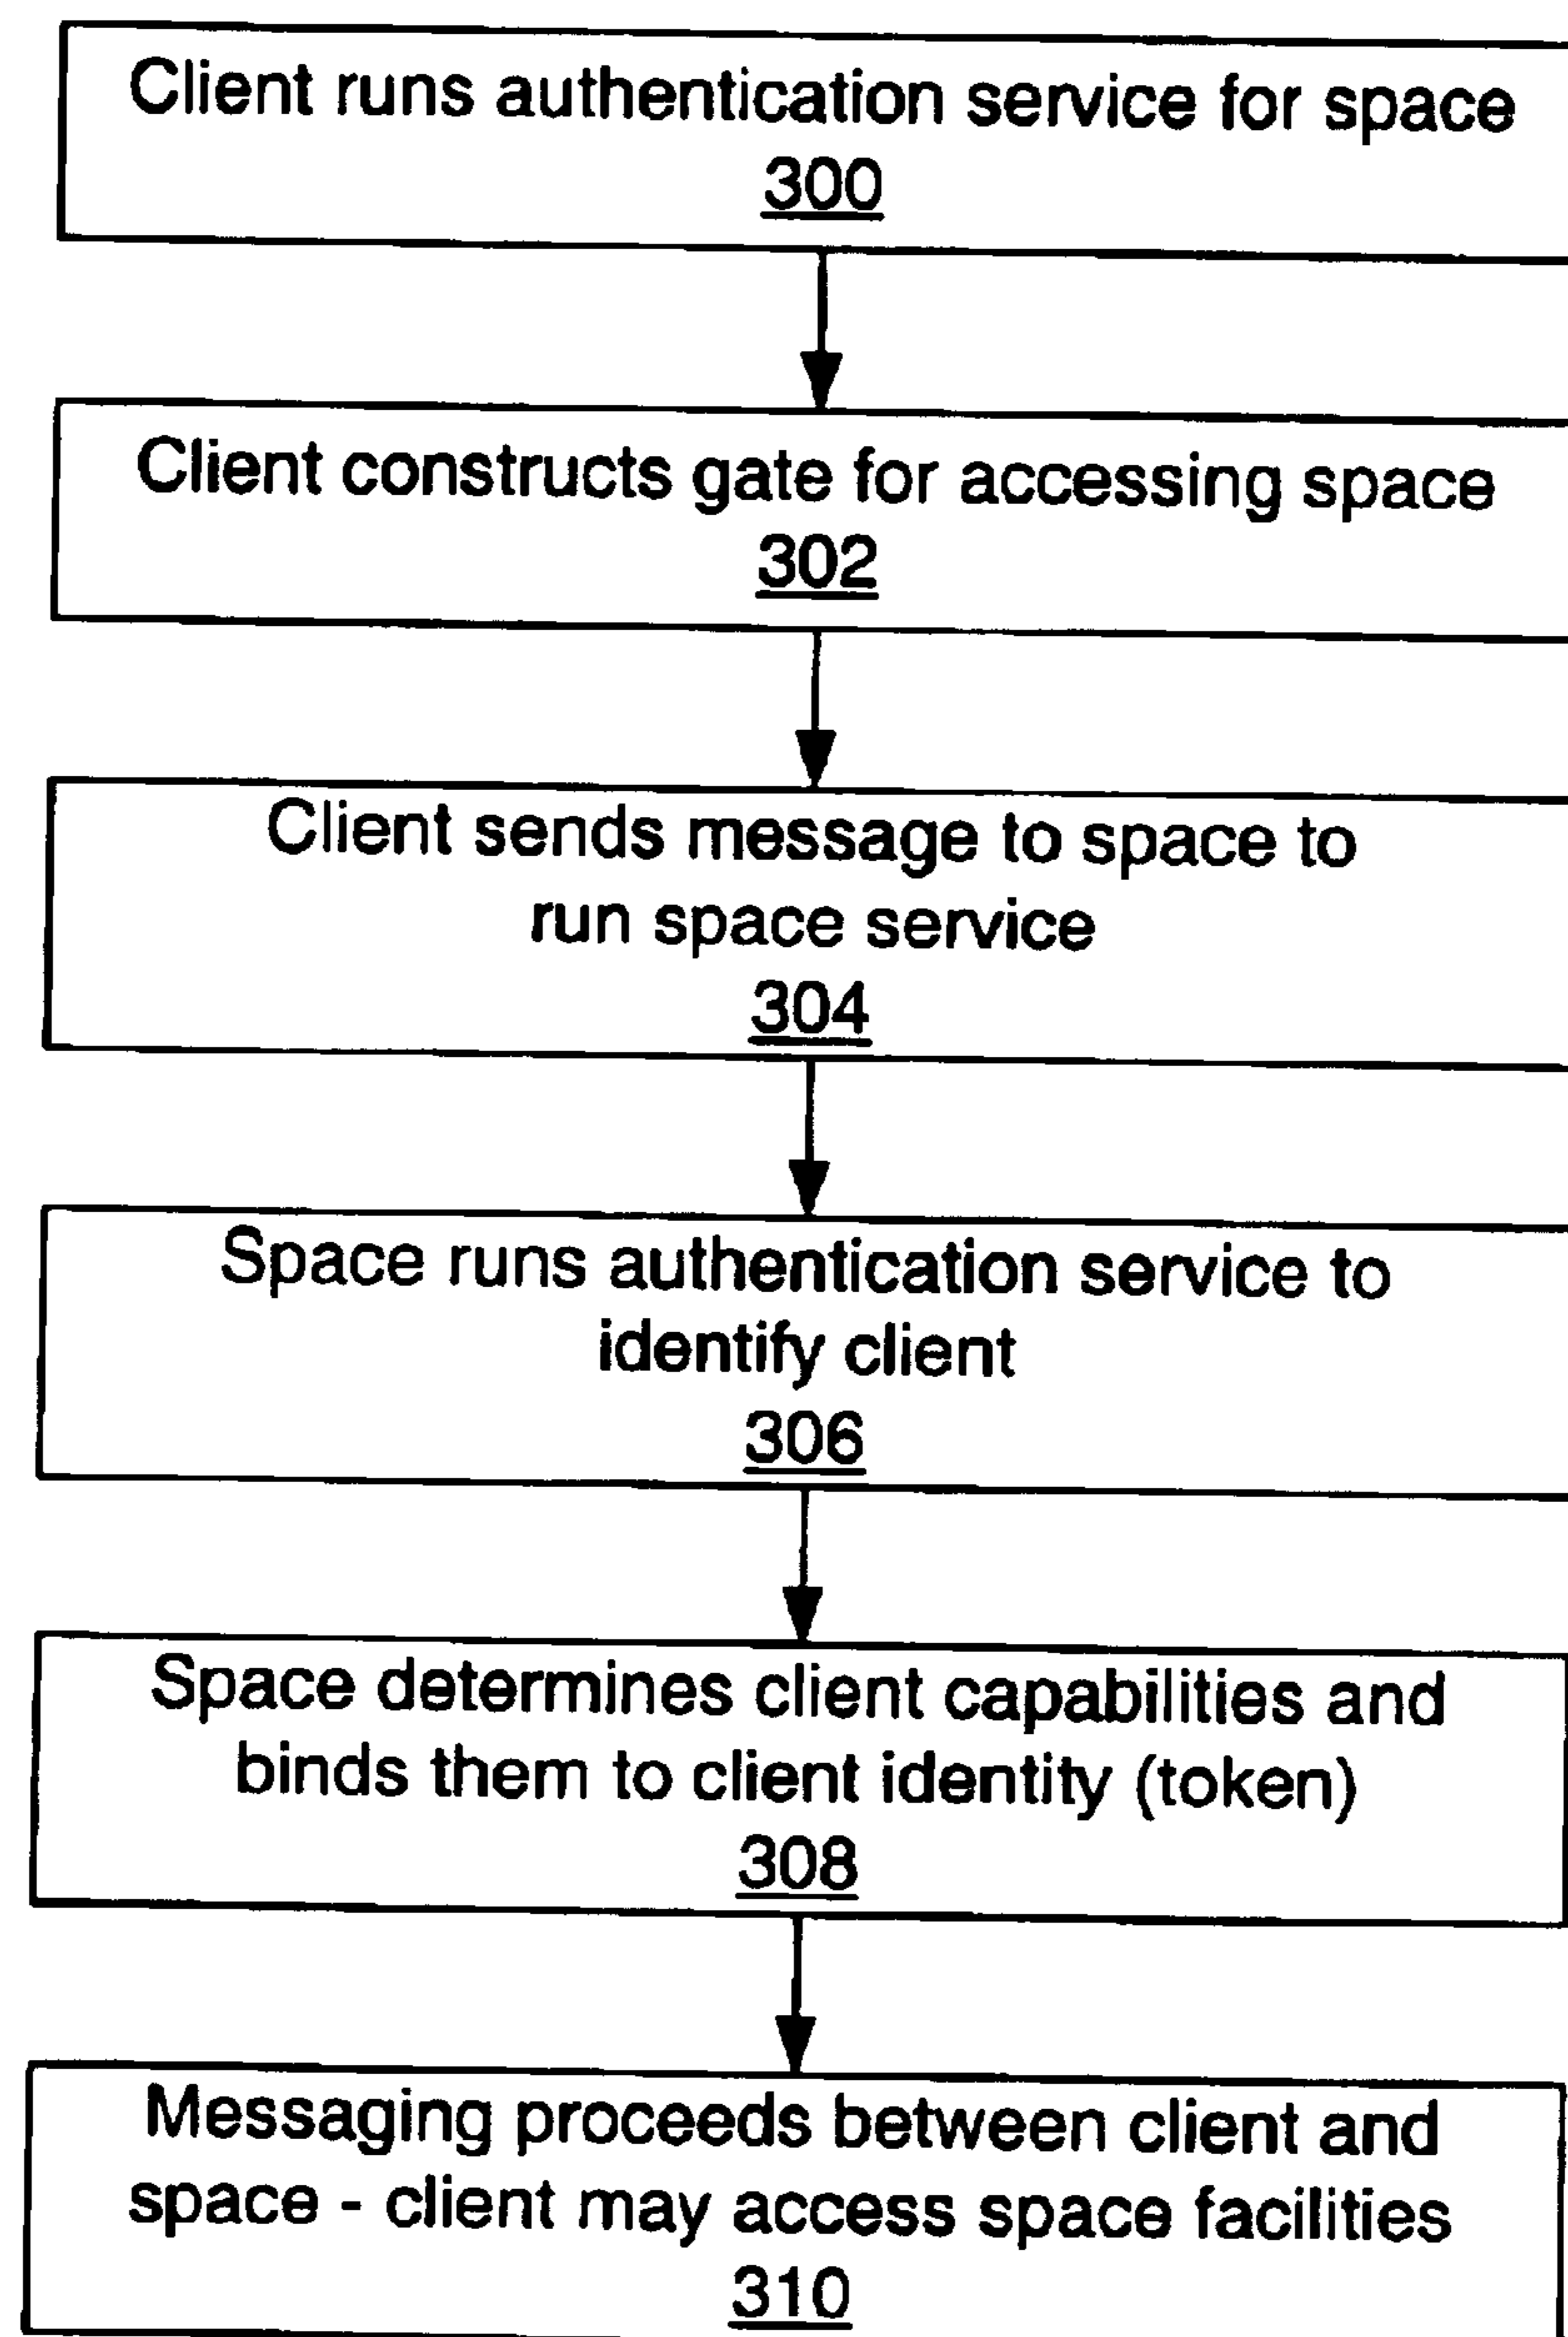 Client runs authentication service for space
300
Client constructs gate for accessing space
302
Client sends message to space to
run space service
304
Space runs authentication service to
identify client
306
Space determines client capabilities and
binds them to client identity (token)
308
Messaging proceeds between client and
space - client may access space facilities
310